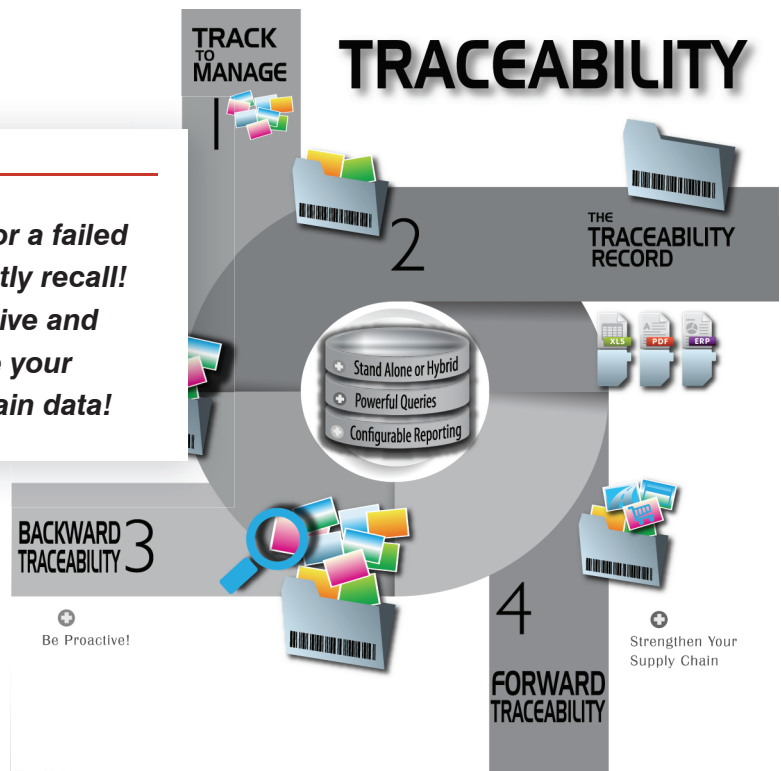 TRACK
TO
MANAGE
1
TRACEABILITY
or a failed
tly recall!
ive and
your
ain data!
2
THE
TRACEABILITY
RECORD
XLS
PDF
ERP
Stand Alone or Hybrid
Powerful Queries
Configurable Reporting
BACKWARD
TRACEABILITY
3
Be Proactive!
4
FORWARD
TRACEABILITY
Strengthen Your
Supply Chain